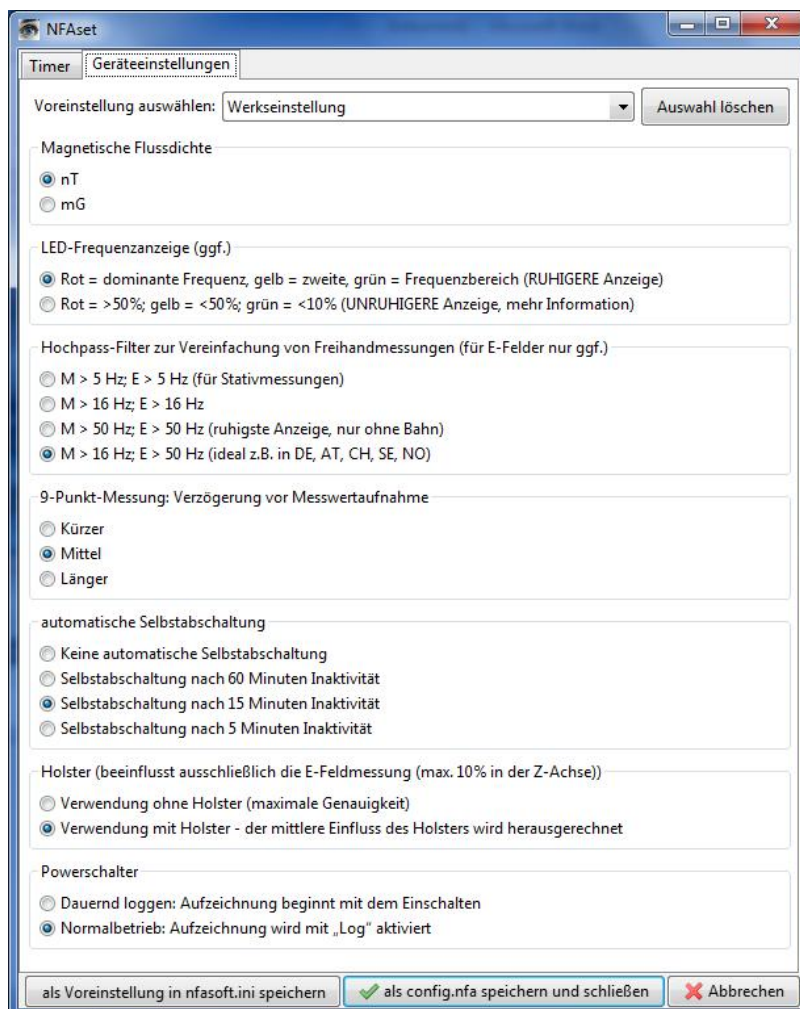 NFAset
Timer
Geräteeinstellungen
Voreinstellung auswählen: Werkseinstellung Auswahl löschen
Magnetische Flussdichte
nT
mG
LED-Frequenzanzeige (ggf.)
Rot = dominante Frequenz, gelb = zweite, grün = Frequenzbereich (RUHIGERE Anzeige)
Rot = >50%; gelb = <50%; grün = <10% (UNRUHIGERE Anzeige, mehr Information)
Hochpass-Filter zur Vereinfachung von Freihandmessungen (für E-Felder nur ggf.)
M > 5 Hz; E > 5 Hz (für Stativmessungen)
M > 16 Hz; E > 16 Hz
M > 50 Hz; E > 50 Hz (ruhigste Anzeige, nur ohne Bahn)
M > 16 Hz; E > 50 Hz (ideal z.B. in DE, AT, CH, SE, NO)
9-Punkt-Messung: Verzögerung vor Messwertaufnahme
Kürzer
Mittel
Länger
automatische Selbstabschaltung
Keine automatische Selbstabschaltung
Selbstabschaltung nach 60 Minuten Inaktivität
Selbstabschaltung nach 15 Minuten Inaktivität
Selbstabschaltung nach 5 Minuten Inaktivität
Holster (beeinflusst ausschließlich die E-Feldmessung (max. 10% in der Z-Achse))
Verwendung ohne Holster (maximale Genauigkeit)
Verwendung mit Holster - der mittlere Einfluss des Holsters wird herausgerechnet
Powerschalter
Dauernd loggen: Aufzeichnung beginnt mit dem Einschalten
Normalbetrieb: Aufzeichnung wird mit „Log“ aktiviert
als Voreinstellung in nfasoft.ini speichern als config.nfa speichern und schließen Abbrechen